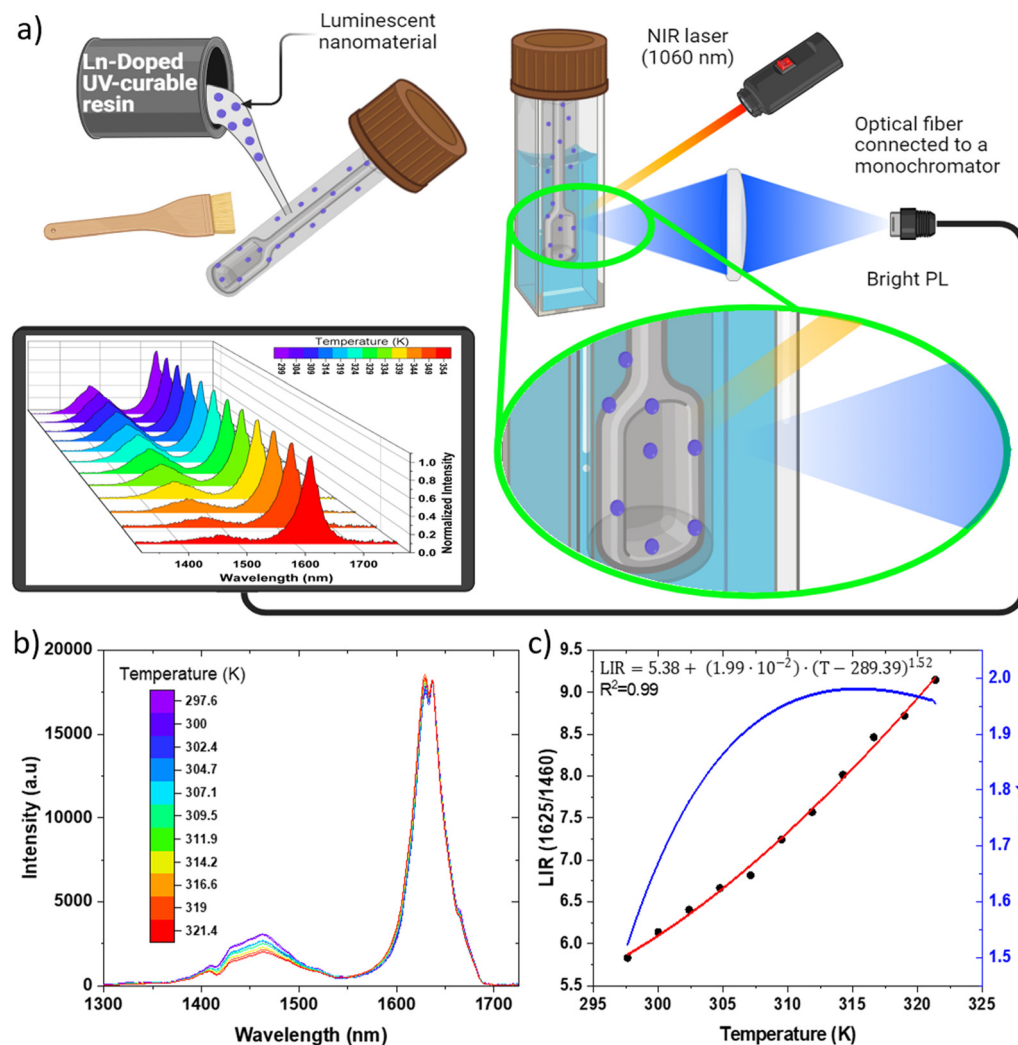 a)
Luminescent
nanomaterial
Ln-Doped
UV-curable
resin
NIR laser
(1060 nm)
Optical fiber
connected to a
monochromator
Bright PL
Temperature (K)
289 294 309 314 319 324 329 334 339 344 349 354
1.0
0.8
0.6
0.4
0.2
0.0
Normalized Intensity
1400 1500 1600 1700
Wavelength (nm)
b)
20000
15000
10000
5000
0
Intensity (a.u)
Temperature (K)
297.6
300
302.4
304.7
307.1
309.5
311.9
314.2
316.6
319
321.4
1300 1400 1500 1600 1700
Wavelength (nm)
c)
LIR = 5.38 + (1.99 · 10⁻²) · (T − 289.39)¹·⁵²
R²=0.99
9.5
9.0
8.5
8.0
7.5
7.0
6.5
6.0
5.5
LIR (1625/1460)
2.0
1.9
1.8
1.7
1.6
1.5
295 300 305 310 315 320 325
Temperature (K)